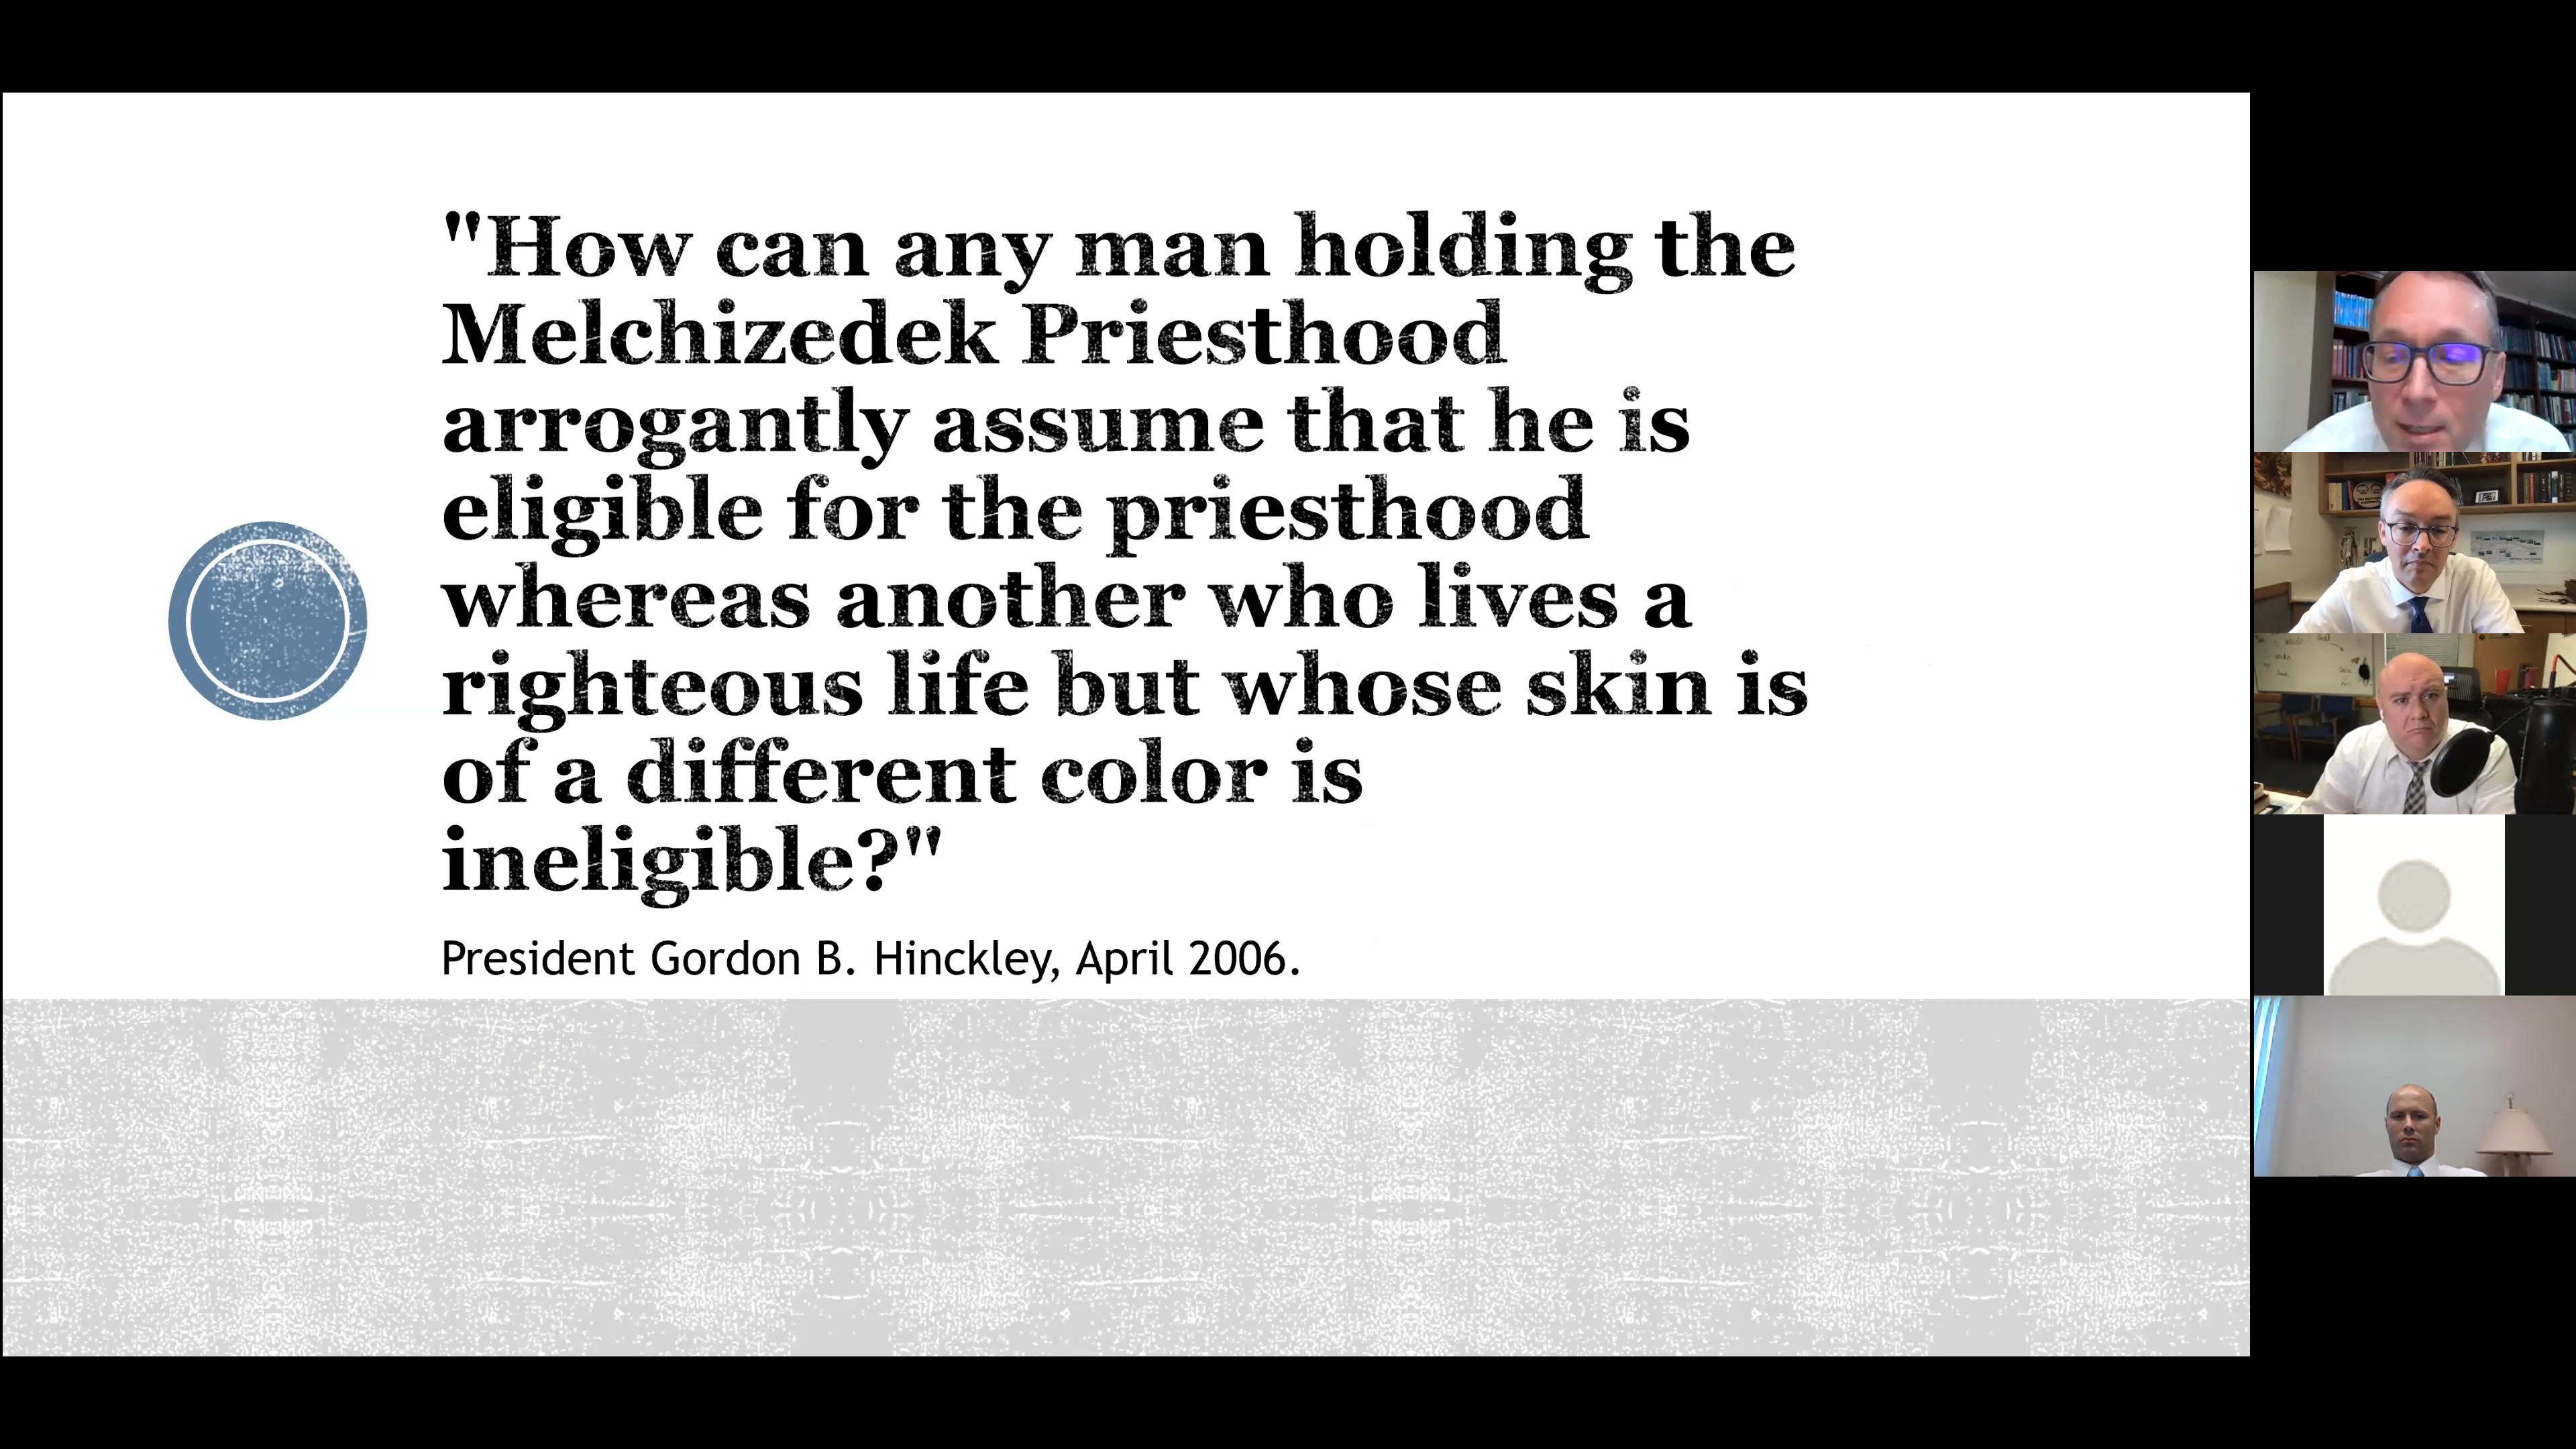 "How can any man holding the
Melchizedek Priesthood
arrogantly assume that he is
eligible for the priesthood
whereas another who lives a
righteous life but whose skin is
of a different color is
ineligible?"
President Gordon B. Hinckley, April 2006.